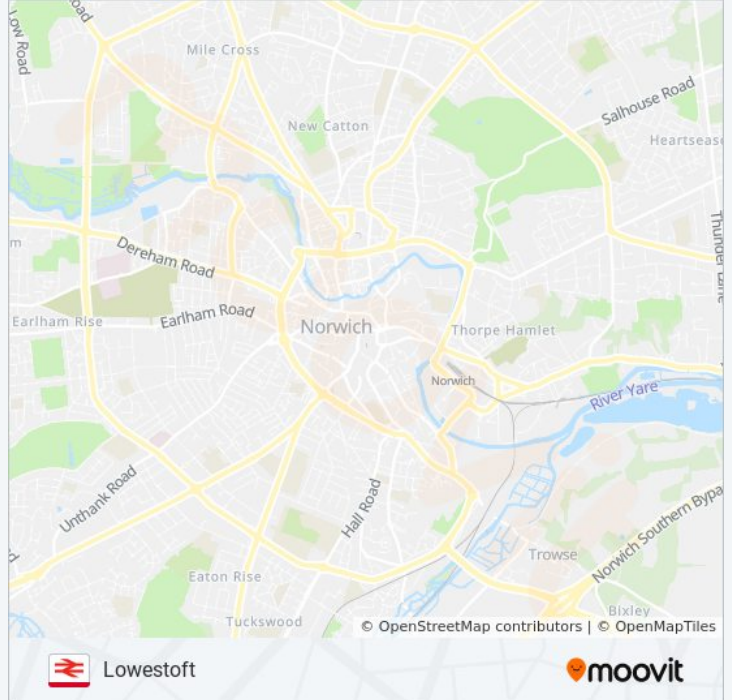 Low Road
oad
Mile Cross
Salhouse Road
New Catton
Heartsease
Dereham Road
m
Thunder Lane
Earlham Road
Earlham Rise
Norwich
Thorpe Hamlet
Norwich
River Yare
Unthank Road
Hall Road
Norwich Southern Bypa
Trowse
Eaton Rise
Bixley
Tuckswood
© OpenStreetMap contributors | © OpenMapTiles
Lowestoft
moovit